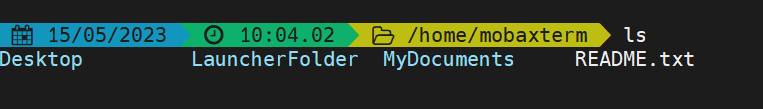 15/05/2023 10:04.02 /home/mobaxterm ls
Desktop LauncherFolder MyDocuments README.txt